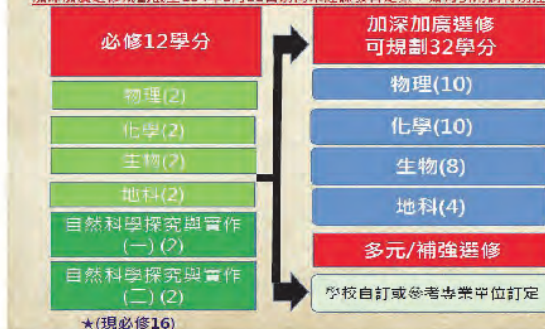 必修12學分
物理(2)
化學(2)
生物(2)
地科(2)
自然科學探究與實作
(一)(2)
自然科學探究與實作
(二)(2)
★(現必修16)
加深加廣選修
可規劃32學分
物理(10)
化學(10)
生物(8)
地科(4)
多元/補強選修
學校自訂或參考專業單位訂定